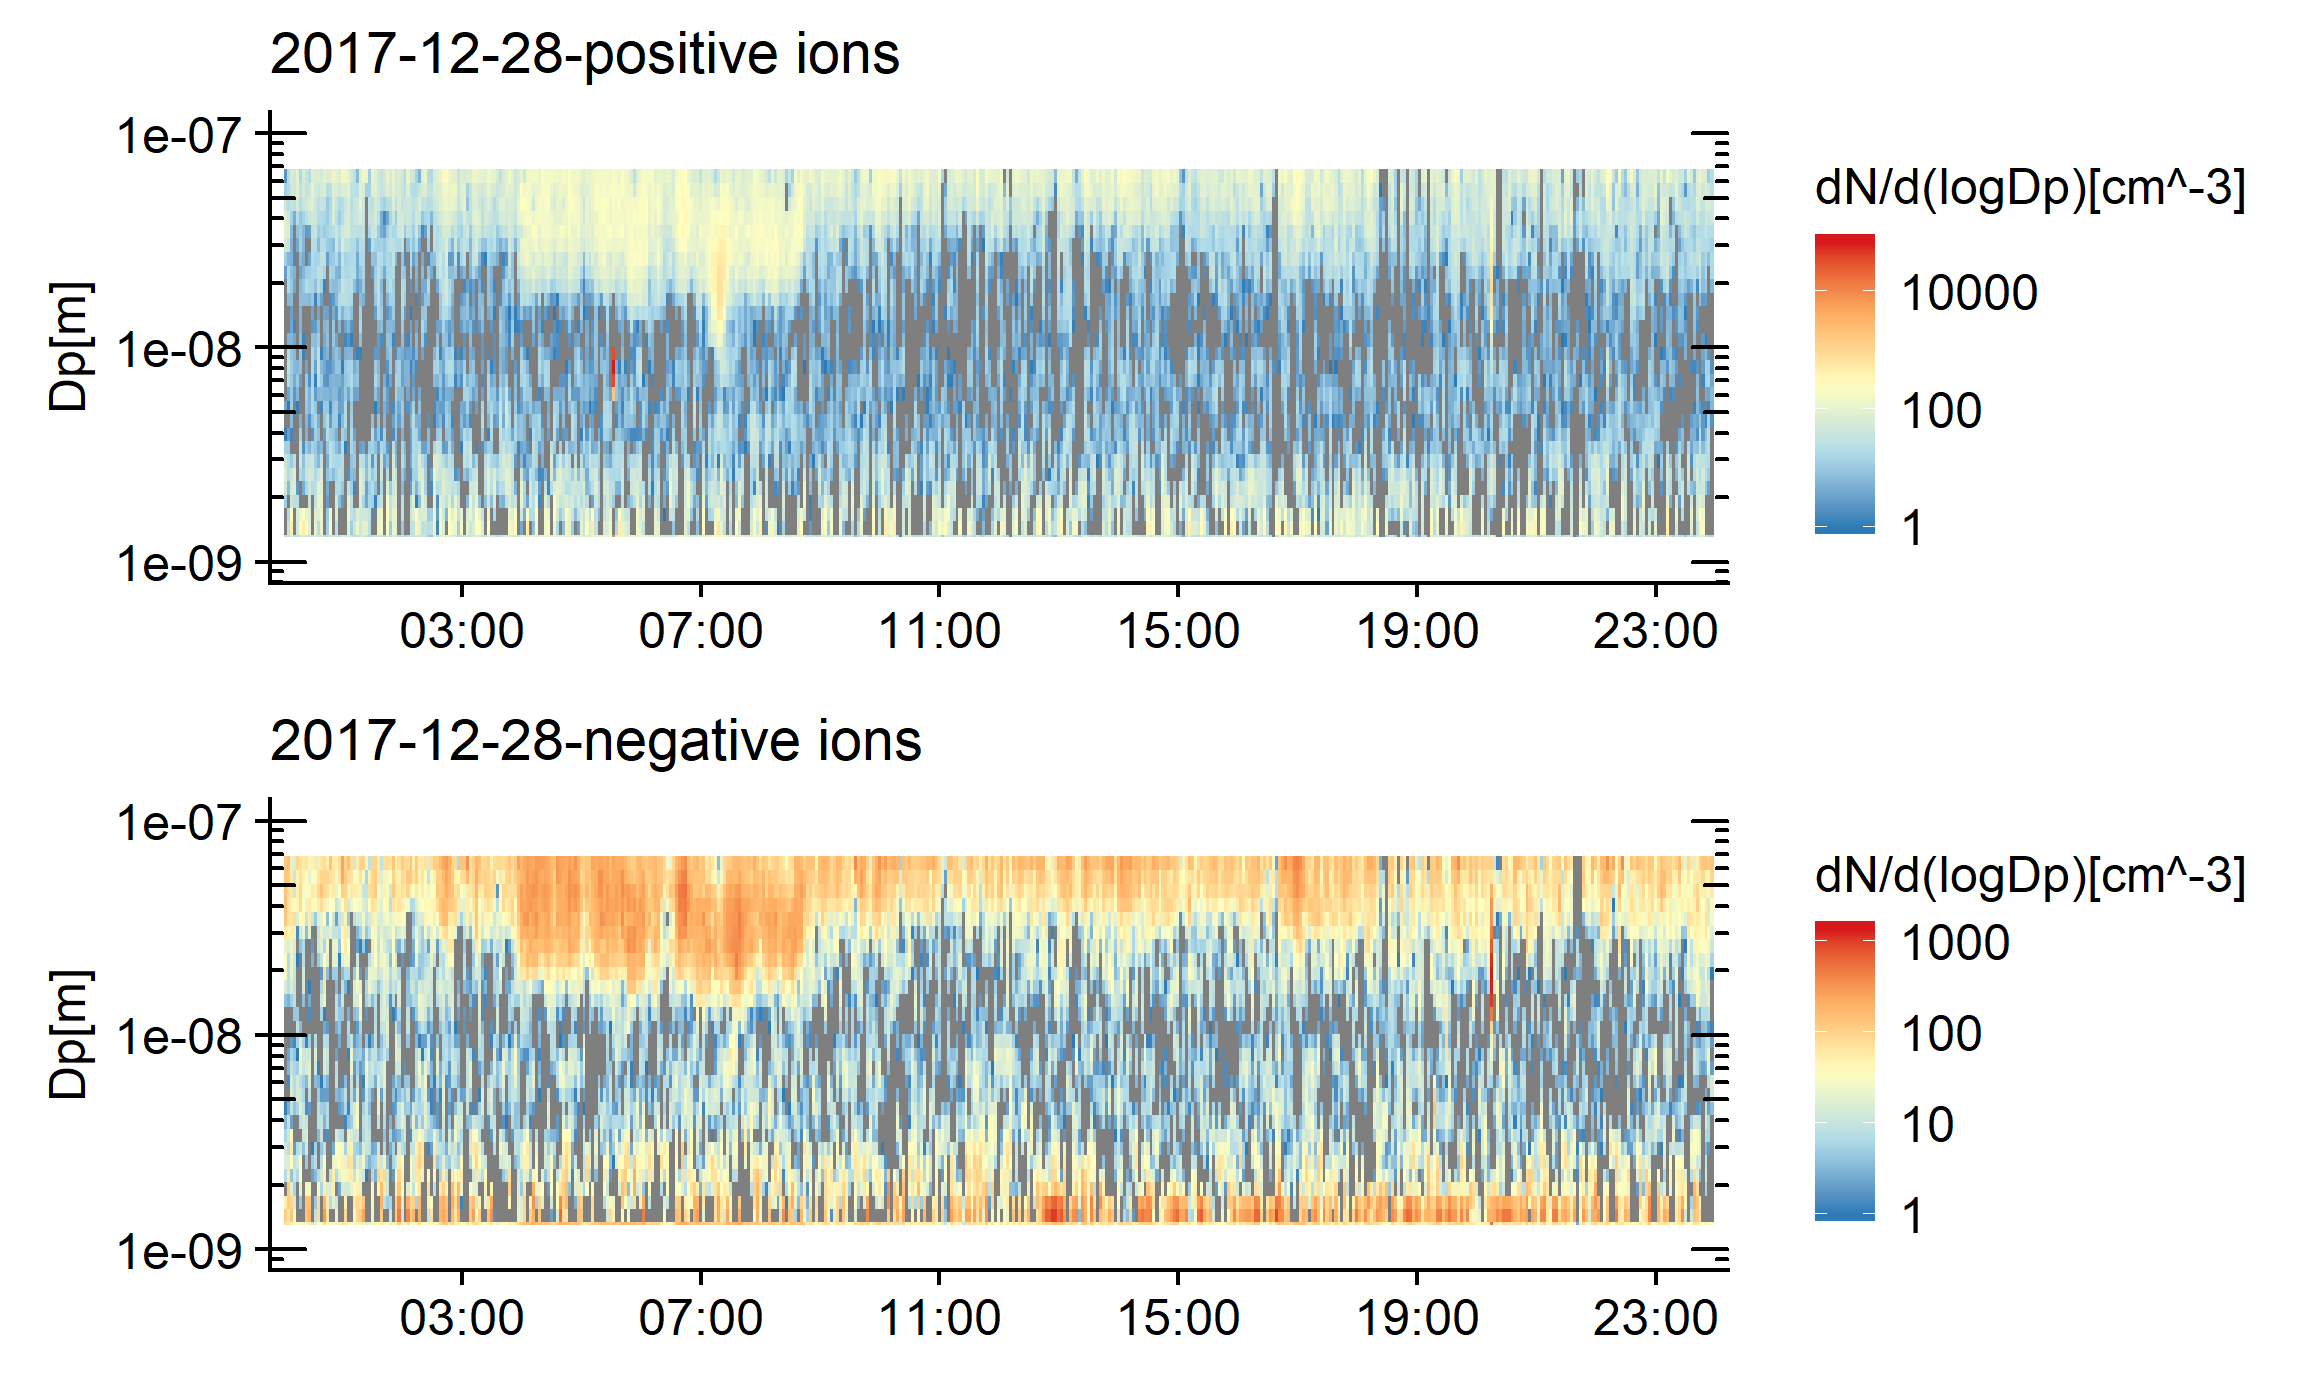 2017-12-28-positive ions
1e-07
1e-08
1e-09
Dp[m]
03:00 07:00 11:00 15:00 19:00 23:00
dN/d(logDp)[cm^-3]
10000
100
1
2017-12-28-negative ions
1e-07
1e-08
1e-09
Dp[m]
03:00 07:00 11:00 15:00 19:00 23:00
dN/d(logDp)[cm^-3]
1000
100
10
1